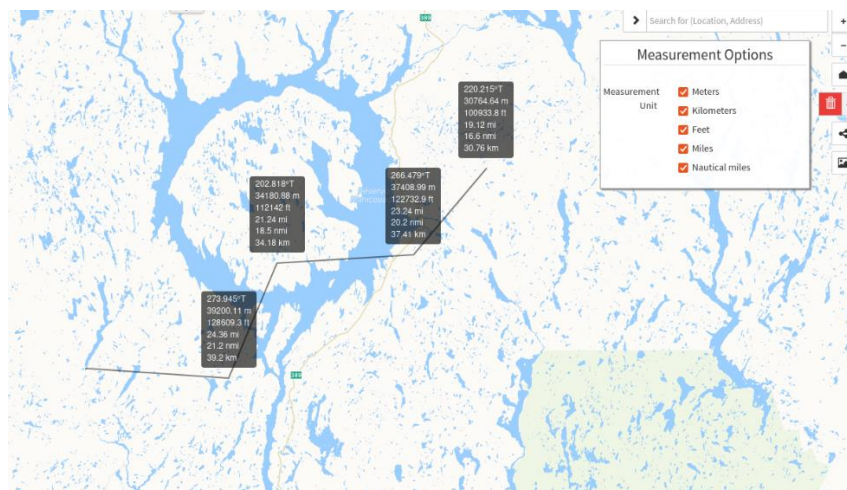 389
Search for (Location, Address)
Measurement Options
Measurement
Unit
Meters
Kilometers
Feet
Miles
Nautical miles
220.215°T
30764.64 m
100933.8 ft
19.12 mi
16.6 nmi
30.76 km
266.479°T
37408.99 m
122732.9 ft
23.24 mi
20.2 nmi
37.41 km
202.818°T
34180.88 m
112142 ft
21.24 mi
18.5 nmi
34.18 km
273.945°T
39200.11 m
128609.3 ft
24.36 mi
21.2 nmi
39.2 km
389